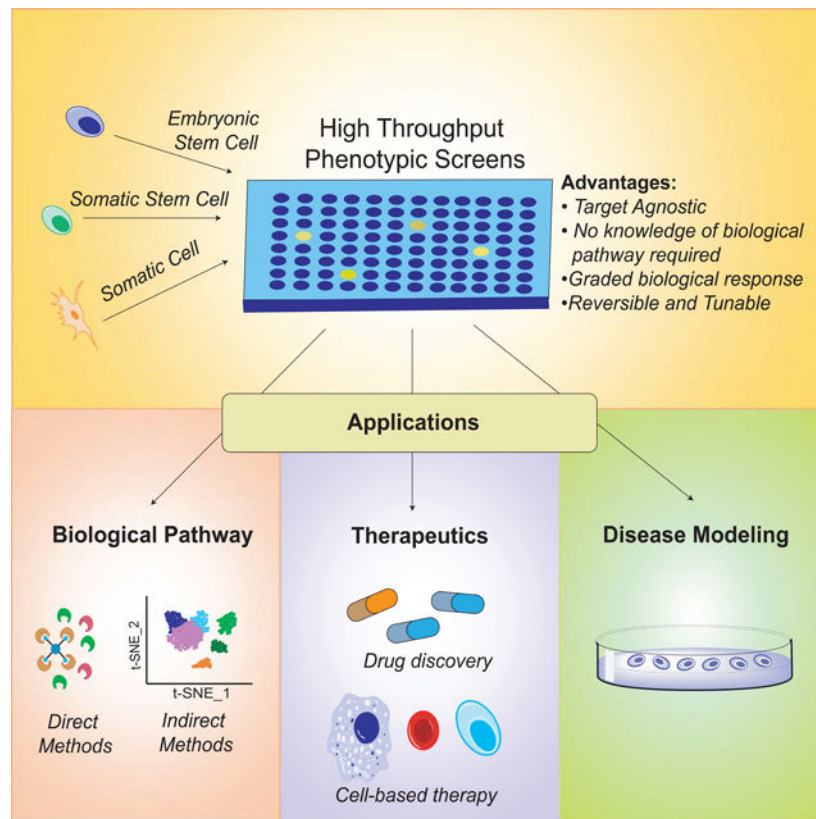 Embryonic
Stem Cell
Somatic Stem Cell
Somatic Cell
High Throughput
Phenotypic Screens
Advantages:
• Target Agnostic
• No knowledge of biological
pathway required
•Graded biological response
•Reversible and Tunable
Applications
Biological Pathway
t-SNE_2
t-SNE_1
Direct
Methods
Indirect
Methods
Therapeutics
Drug discovery
Cell-based therapy
Disease Modeling